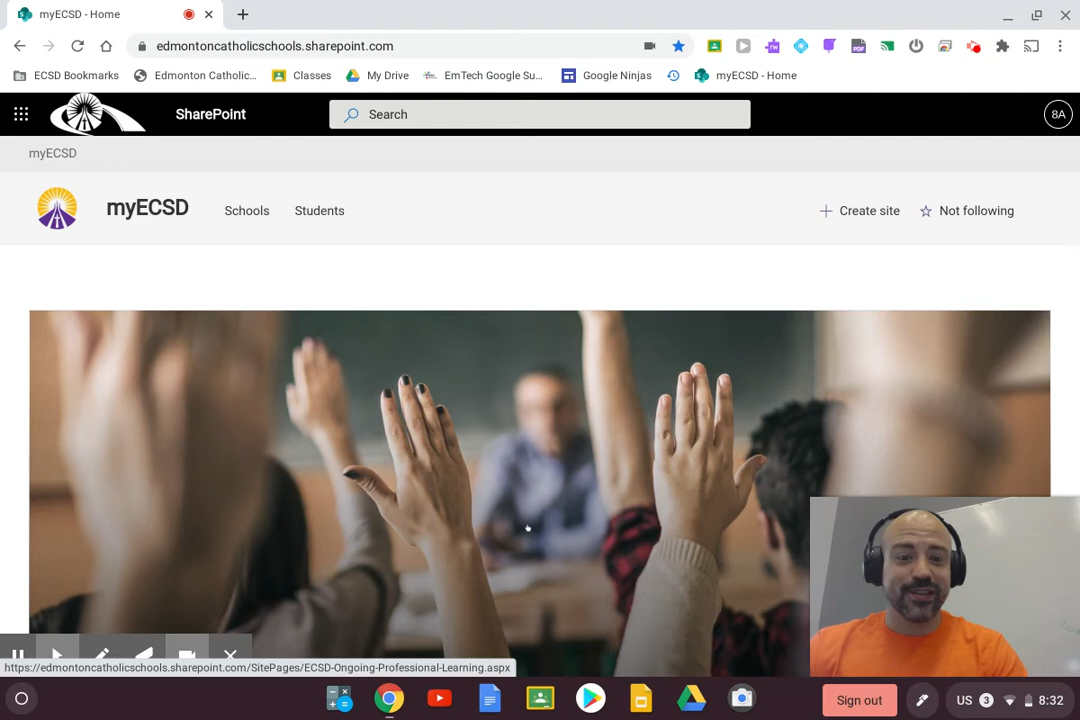 myECSD - Home
edmontoncatholicschools.sharepoint.com
ECSD Bookmarks
Edmonton Catholic...
Classes
My Drive
EmTech Google Su...
Google Ninjas
myECSD - Home
SharePoint
Search
8A
myECSD
myECSD
Schools
Students
Create site
Not following
https://edmontoncatholicschools.sharepoint.com/SitePages/ECSD-Ongoing-Professional-Learning.aspx
Sign out
US
3
8:32